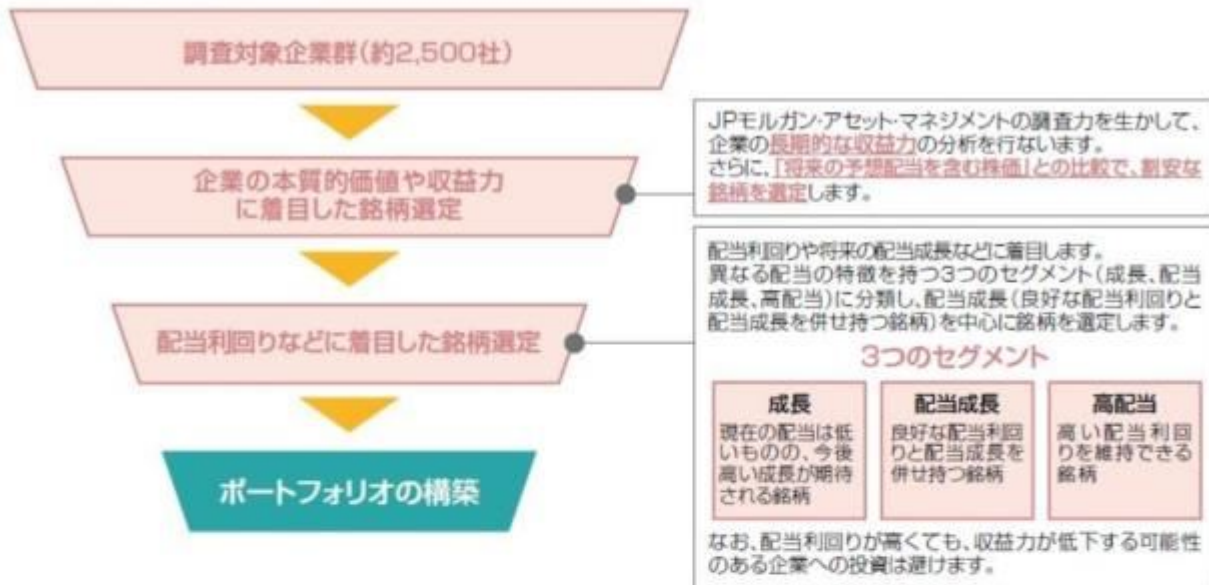 調査対象企業群(約2,500社)
企業の本質的価値や収益力
に着目した銘柄選定
JPモルガン・アセット・マネジメントの調査力を生かして、
企業の長期的な収益力の分析を行ないます。
さらに、「将来の予想配当を含む株価」との比較で、割安な
銘柄を選定します。
配当利回りなどに着目した銘柄選定
配当利回りや将来の配当成長などに着目します。
異なる配当の特徴を持つ3つのセグメント(成長、配当
成長、高配当)に分類し、配当成長(良好な配当利回りと
配当成長を併せ持つ銘柄)を中心に銘柄を選定します。
3つのセグメント
成長
現在の配当は低
いものの、今後
高い成長が期待
される銘柄
配当成長
良好な配当利回
りと配当成長を
併せ持つ銘柄
高配当
高い配当利回
りを維持できる
銘柄
なお、配当利回りが高くても、収益力が低下する可能性
のある企業への投資は避けます。
ポートフォリオの構築